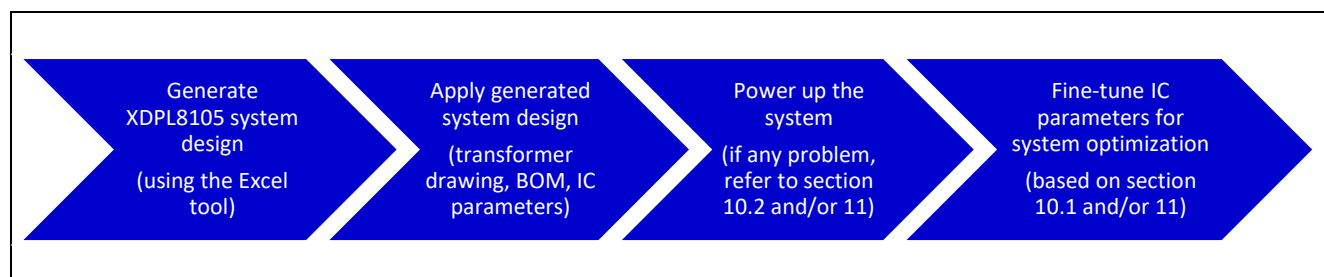 Generate
XDPL8105 system
design
(using the Excel
tool)
Apply generated
system design
(transformer
drawing, BOM, IC
parameters)
Power up the
system
(if any problem,
refer to section
10.2 and/or 11)
Fine-tune IC
parameters for
system optimization
(based on section
10.1 and/or 11)